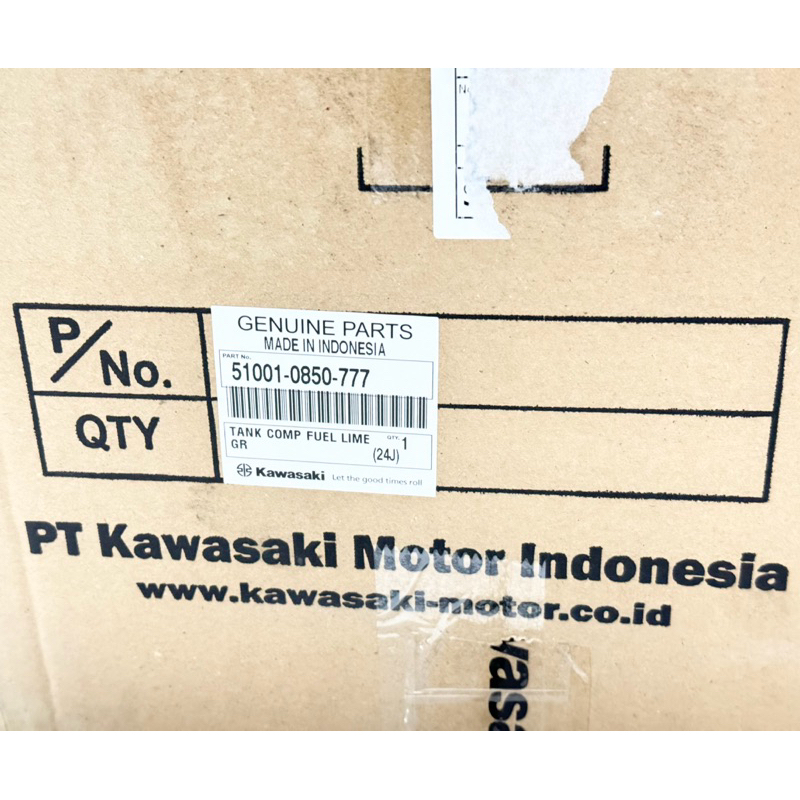 P/No.
QTY
GENUINE PARTS
MADE IN INDONESIA
PART No.
51001-0850-777
TANK COMP FUEL LIME
GR
QTY. 1
(24J)
Kawasaki Let the good times roll
PT Kawasaki Motor Indonesia
www.kawasaki-motor.co.id